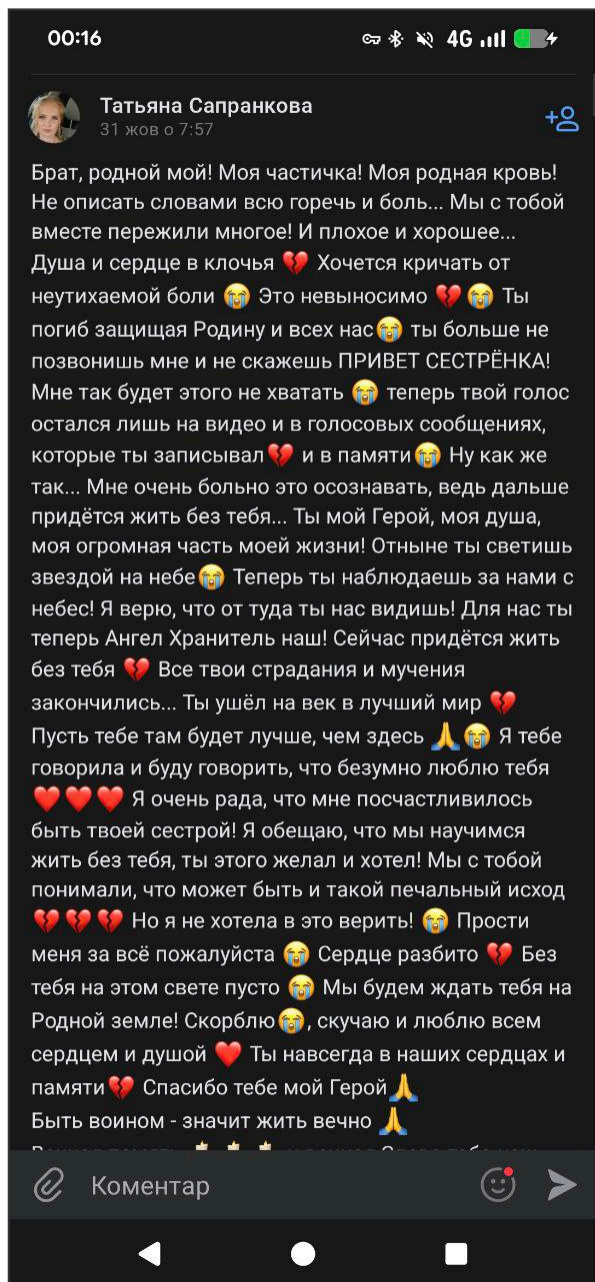 00:16
4G
Татьяна Сапранкова
31 жов о 7:57
Брат, родной мой! Моя частичка! Моя родная кровь!
Не описать словами всю горечь и боль... Мы с тобой
вместе пережили многое! И плохое и хорошее...
Душа и сердце в клочья 💔 Хочется кричать от
неутихаемой боли 😭 Это невыносимо 💔😭 Ты
погиб защищая Родину и всех нас😭 ты больше не
позвонишь мне и не скажешь ПРИВЕТ СЕСТРЁНКА!
Мне так будет этого не хватать 😭 теперь твой голос
остался лишь на видео и в голосовых сообщениях,
которые ты записывал💔 и в памяти😭 Ну как же
так... Мне очень больно это осознавать, ведь дальше
придётся жить без тебя... Ты мой Герой, моя душа,
моя огромная часть моей жизни! Отныне ты светишь
звездой на небе😭 Теперь ты наблюдаешь за нами с
небес! Я верю, что от туда ты нас видишь! Для нас ты
теперь Ангел Хранитель наш! Сейчас придётся жить
без тебя 💔 Все твои страдания и мучения
закончились... Ты ушёл на век в лучший мир 💔
Пусть тебе там будет лучше, чем здесь 🙏😭 Я тебе
говорила и буду говорить, что безумно люблю тебя
❤️❤️❤️ Я очень рада, что мне посчастливилось
быть твоей сестрой! Я обещаю, что мы научимся
жить без тебя, ты этого желал и хотел! Мы с тобой
понимали, что может быть и такой печальный исход
💔💔💔 Но я не хотела в это верить! 😭 Прости
меня за всё пожалуйста 😭 Сердце разбито 💔 Без
тебя на этом свете пусто 😭 Мы будем ждать тебя на
Родной земле! Скорблю😭, скучаю и люблю всем
сердцем и душой ❤️ Ты навсегда в наших сердцах и
памяти💔 Спасибо тебе мой Герой🙏
Быть воином - значит жить вечно 🙏
Коментар